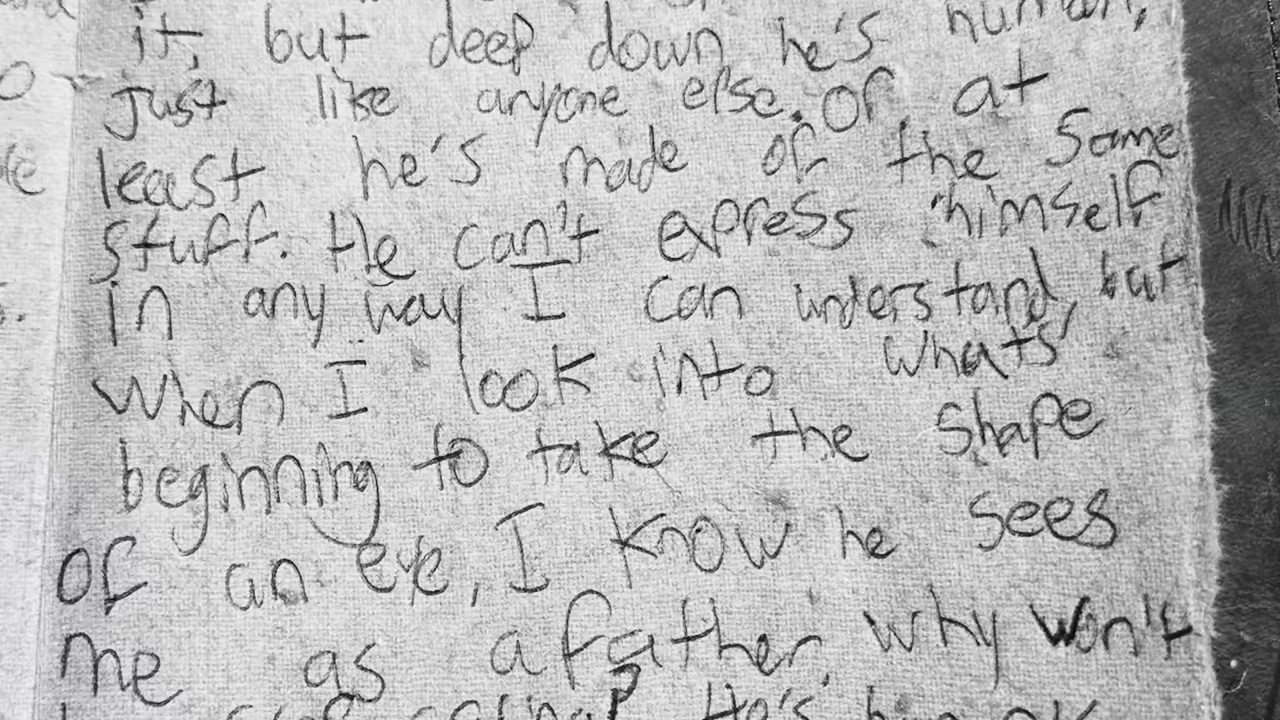 it, but deep down he's human,
just like anyone else. Or, at
least he's made of the same
stuff. He can't express himself
in any way I can understand, but
when I look into whats
beginning to take the shape
of an eye, I know he sees
me as a father, why won't